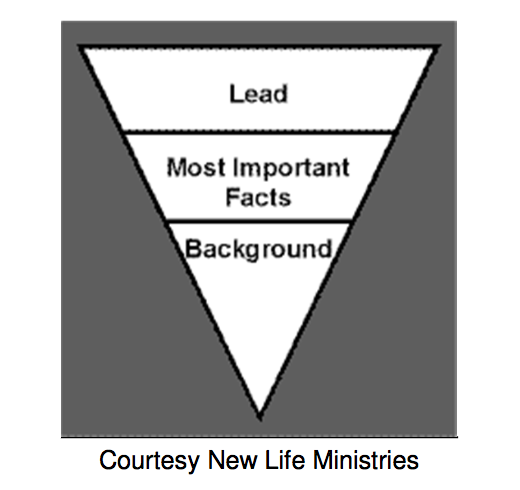 Lead
Most Important
Facts
Background
Courtesy New Life Ministries